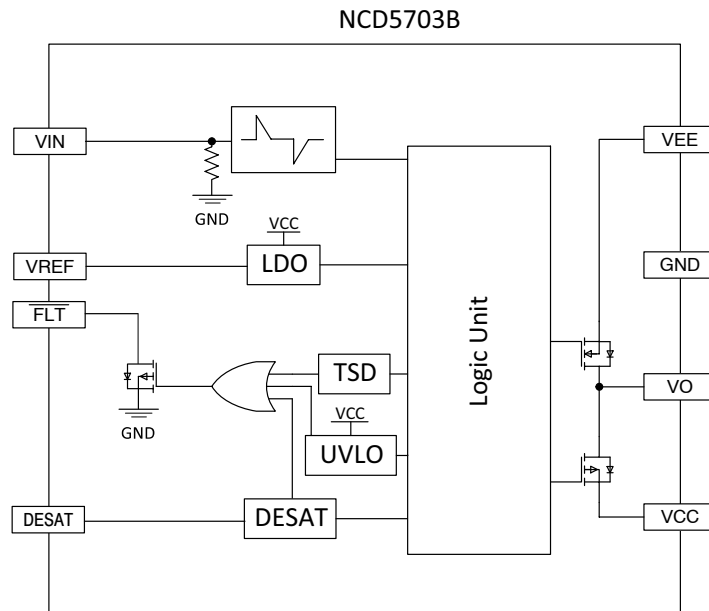 NCD5703B
VIN
VEE
GND
VCC
VREF
LDO
GND
FLT
Logic Unit
TSD
VO
GND
VCC
UVLO
DESAT
DESAT
VCC